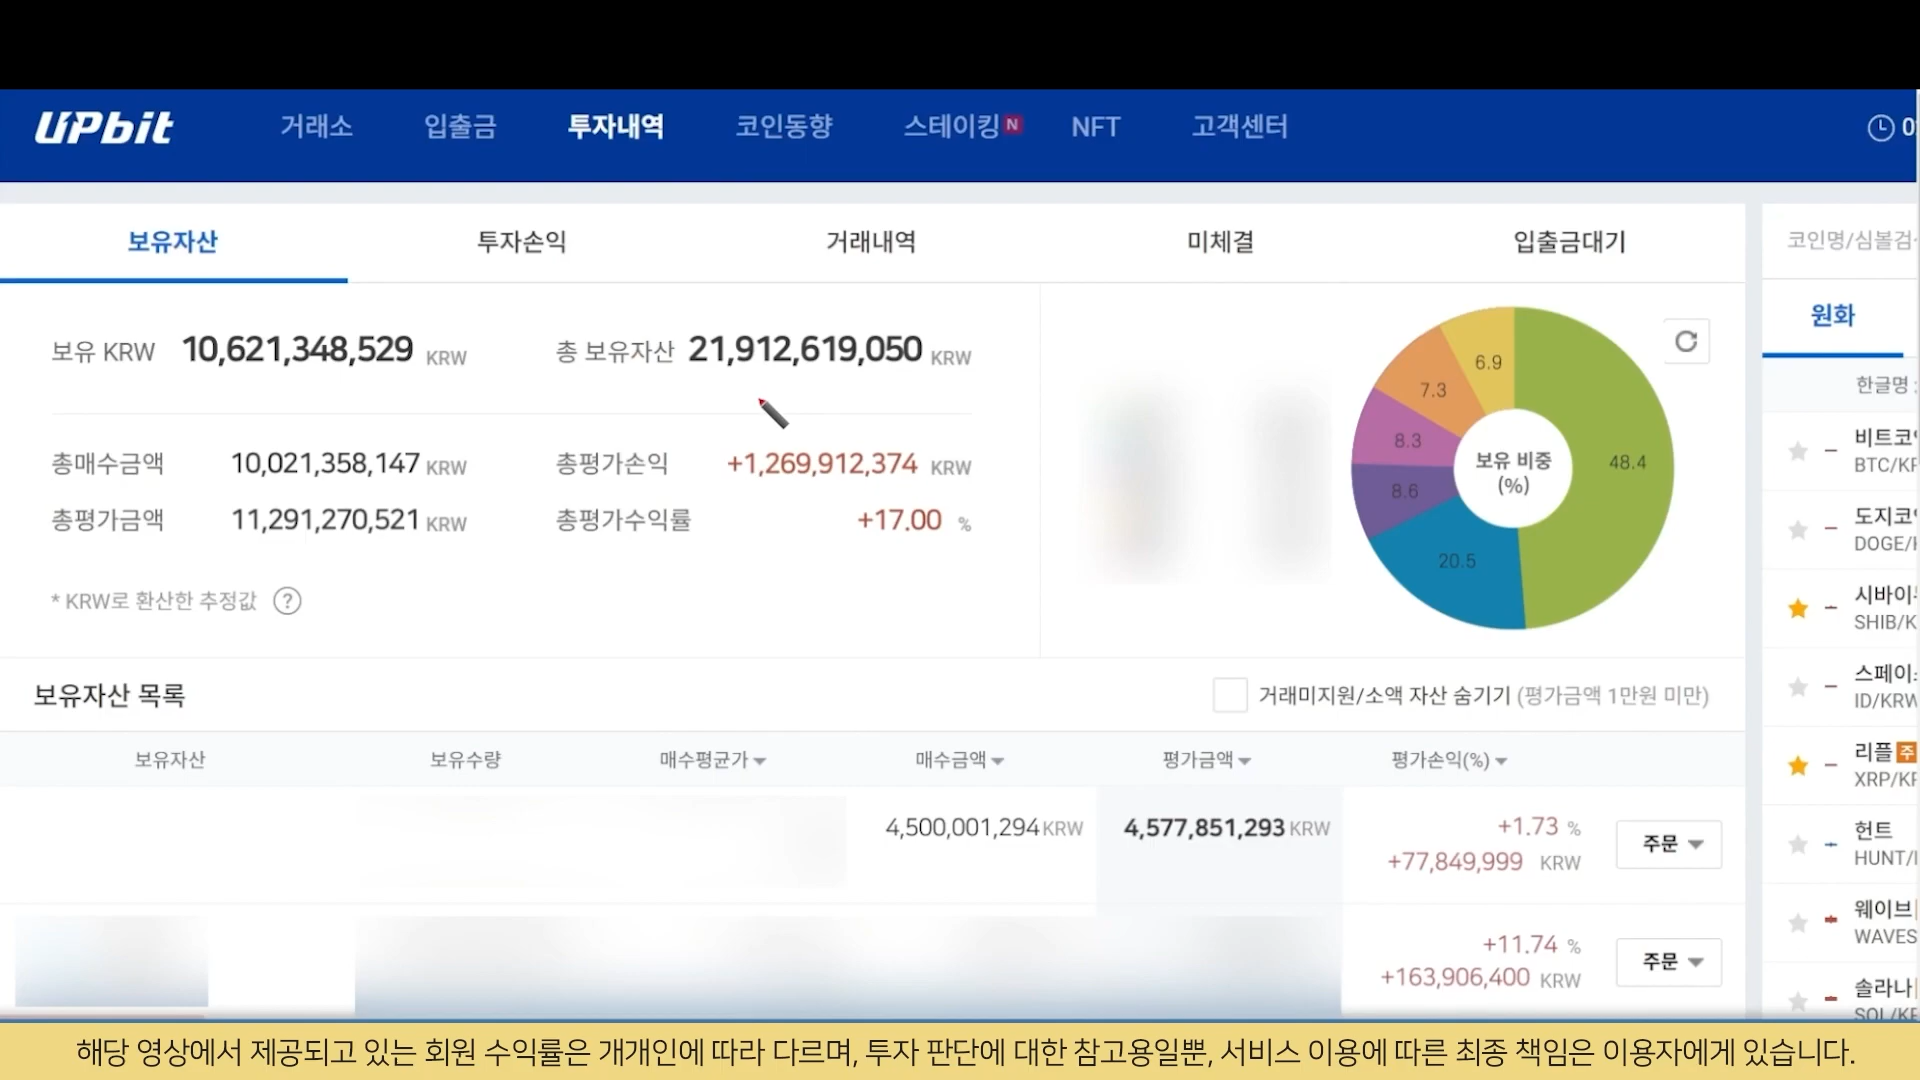 UPbit 거래소 입출금 투자내역 코인동향 스테이킹 N NFT 고객센터
보유자산 투자손익 거래내역 미체결 입출금대기
보유 KRW 10,621,348,529 KRW 총 보유자산 21,912,619,050 KRW
총매수금액 10,021,358,147 KRW 총평가손익 +1,269,912,374 KRW
총평가금액 11,291,270,521 KRW 총평가수익률 +17.00 %
* KRW로 환산한 추정값 ?
보유 비중
(%)
48.4
20.5
8.6
8.3
7.3
6.9
보유자산 목록 거래미지원/소액 자산 숨기기 (평가금액 1만원 미만)
보유자산 보유수량 매수평균가 매수금액 평가금액 평가손익(%)
4,500,001,294 KRW 4,577,851,293 KRW +1.73 %
+77,849,999 KRW
주문
+11.74 %
+163,906,400 KRW
주문
코인명/심볼검
원화
한글명
비트코
BTC/KR
도지코
DOGE/
시바이
SHIB/K
스페이
ID/KRW
리플 주
XRP/KR
헌트
HUNT/
웨이브
WAVES
솔라나
SOL/KR
해당 영상에서 제공되고 있는 회원 수익률은 개개인에 따라 다르며, 투자 판단에 대한 참고용일뿐, 서비스 이용에 따른 최종 책임은 이용자에게 있습니다.